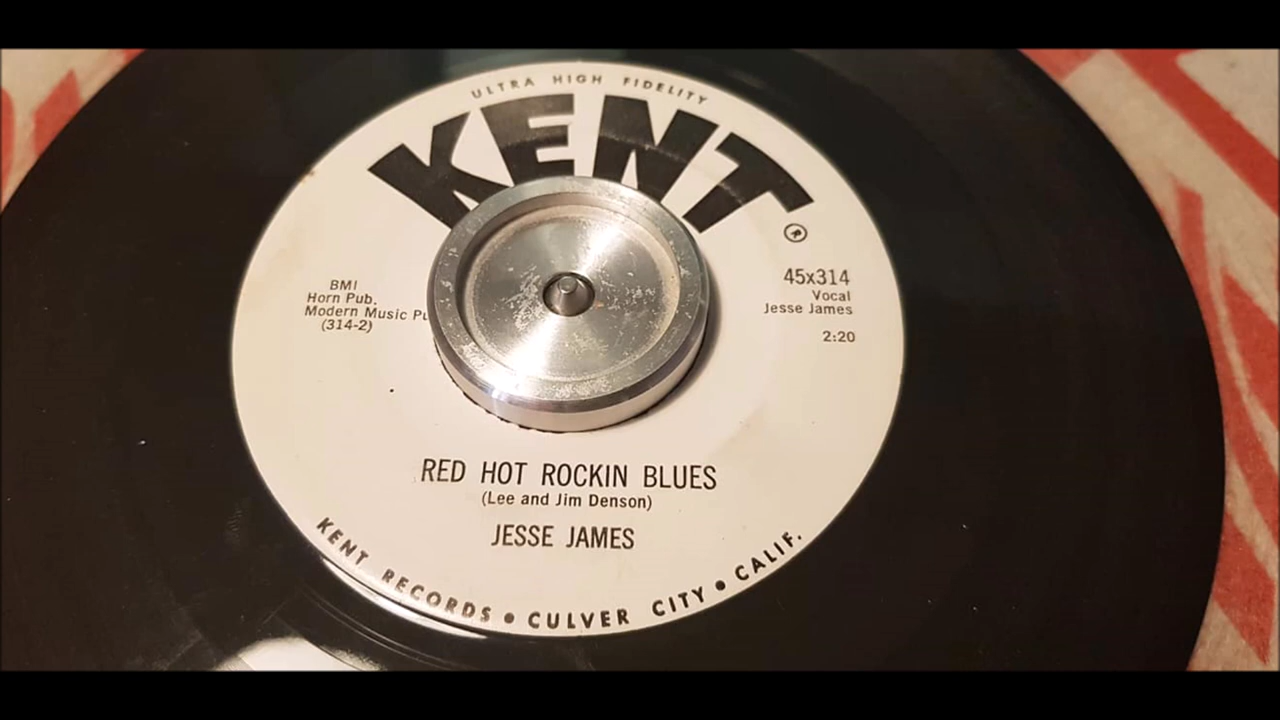 ULTRA HIGH FIDELITY
KENT
®
45x314
Vocal
Jesse James
2:20
BMI
Horn Pub.
Modern Music
(314-2)
RED HOT ROCKIN BLUES
(Lee and Jim Denson)
JESSE JAMES
KENT RECORDS • CULVER CITY • CALIF.